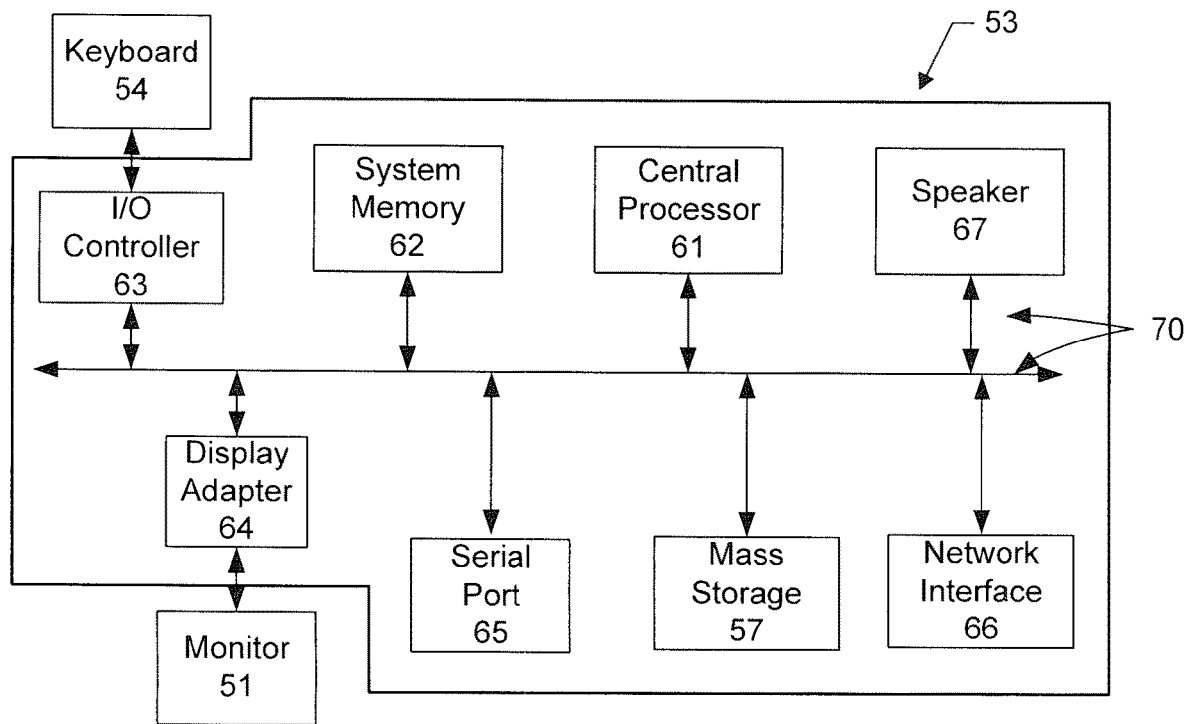 53
Keyboard
54
System
Memory
62
Central
Processor
61
Speaker
67
I/O
Controller
63
70
Display
Adapter
64
Serial
Port
65
Mass
Storage
57
Network
Interface
66
Monitor
51